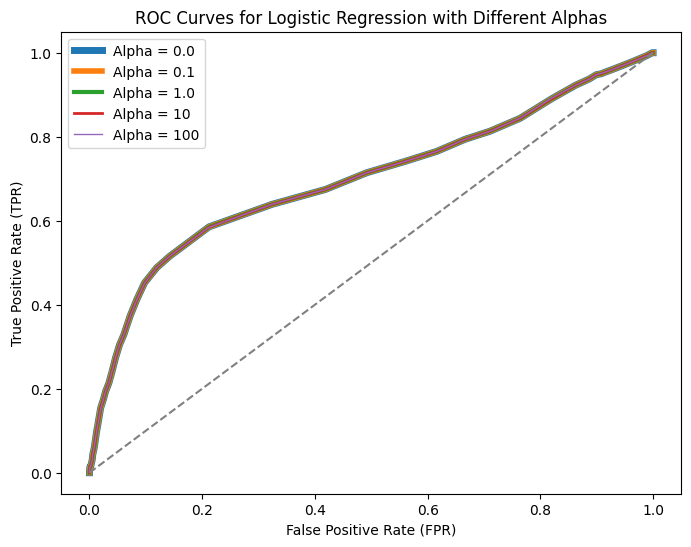 ROC Curves for Logistic Regression with Different Alphas
Alpha = 0.0
Alpha = 0.1
Alpha = 1.0
Alpha = 10
Alpha = 100
True Positive Rate (TPR)
1.0
0.8
0.6
0.4
0.2
0.0
0.0 0.2 0.4 0.6 0.8 1.0
False Positive Rate (FPR)